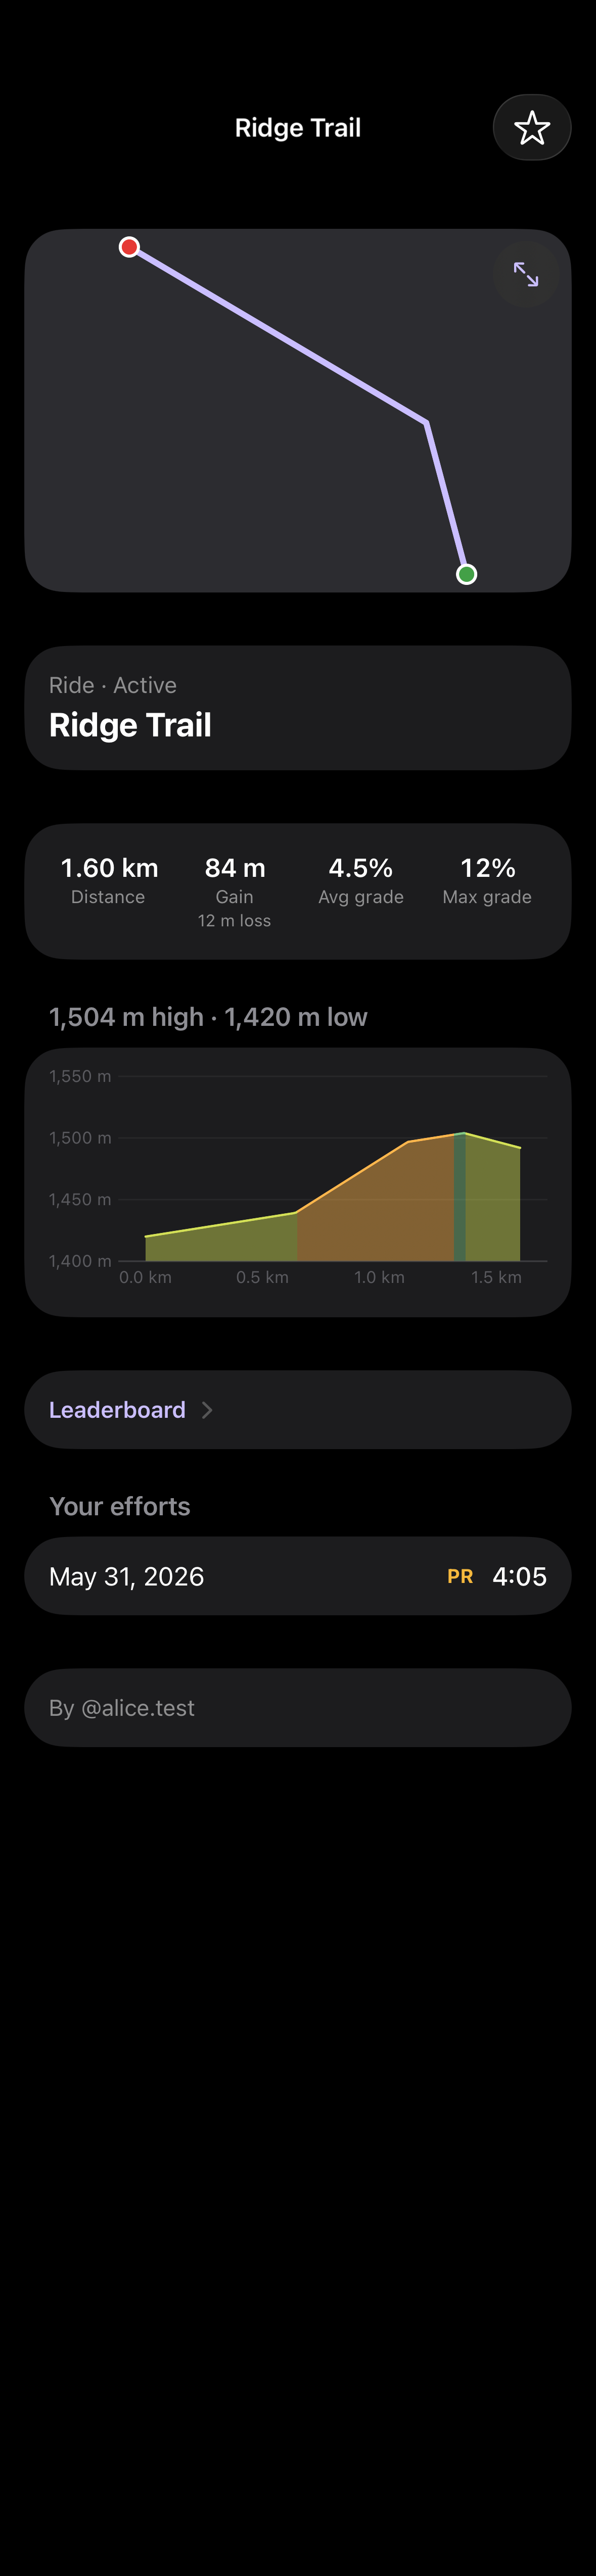 Ridge Trail
Ride · Active
Ridge Trail
1.60 km 84 m 4.5% 12%
Distance Gain Avg grade Max grade
12 m loss
1,504 m high · 1,420 m low
1,550 m
1,500 m
1,450 m
1,400 m
0.0 km 0.5 km 1.0 km 1.5 km
Leaderboard
Your efforts
May 31, 2026 PR 4:05
By @alice.test